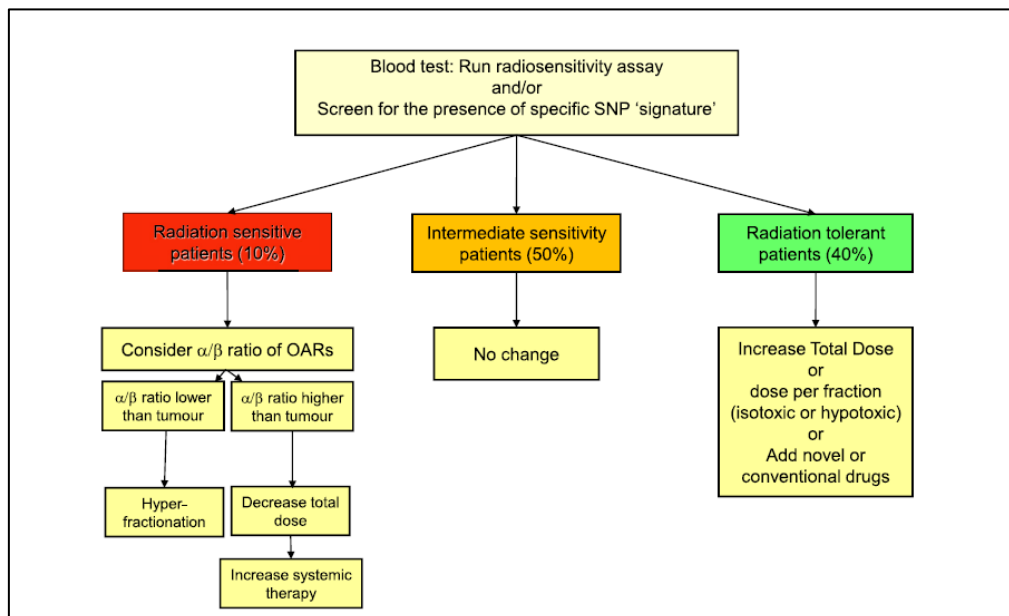 Blood test: Run radiosensitivity assay
and/or
Screen for the presence of specific SNP ‘signature’
Radiation sensitive
patients (10%)
Intermediate sensitivity
patients (50%)
Radiation tolerant
patients (40%)
Consider α/β ratio of OARs
No change
Increase Total Dose
or
dose per fraction
(isotoxic or hypotoxic)
or
Add novel or
conventional drugs
α/β ratio lower
than tumour
α/β ratio higher
than tumour
Hyper–
fractionation
Decrease total
dose
Increase systemic
therapy